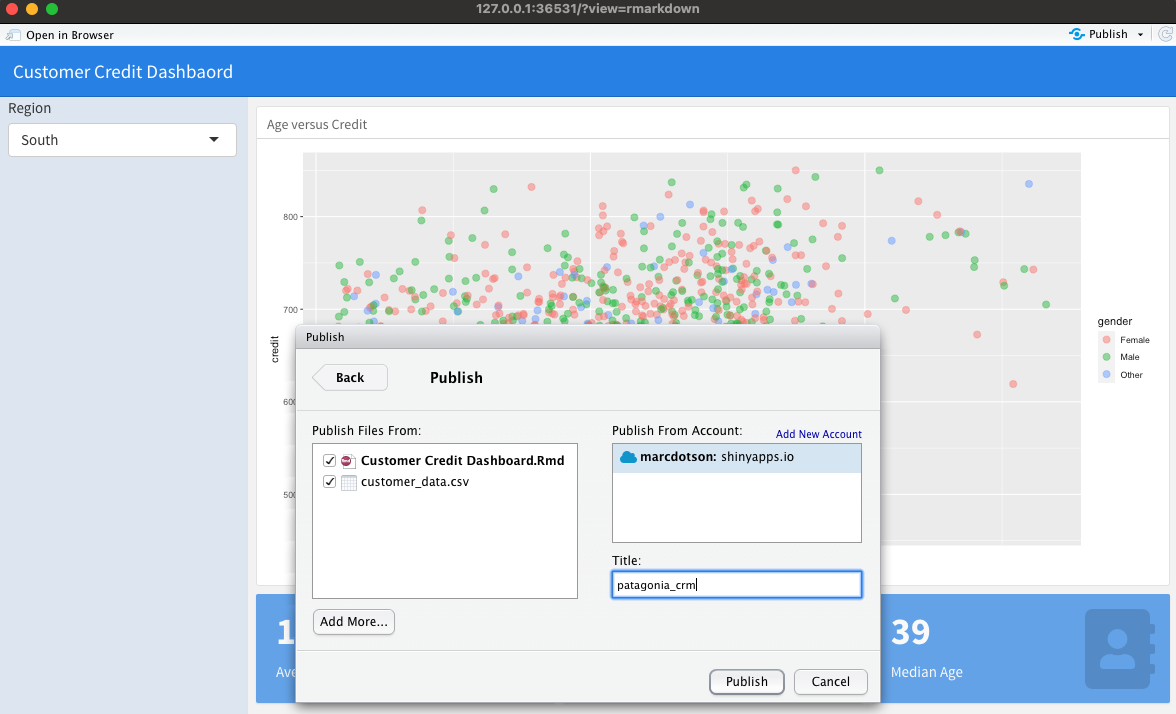 127.0.0.1:36531/?view=rmarkdown
Open in Browser
Publish
Customer Credit Dashbaord
Region
South
Age versus Credit
800
700
60
50
credit
gender
Female
Male
Other
Publish
Back
Publish
Publish Files From:
Customer Credit Dashboard.Rmd
customer_data.csv
Add More...
Publish From Account:
Add New Account
marcdotson: shinyapps.io
Title:
patagonia_crm
Publish
Cancel
1
Ave
39
Median Age